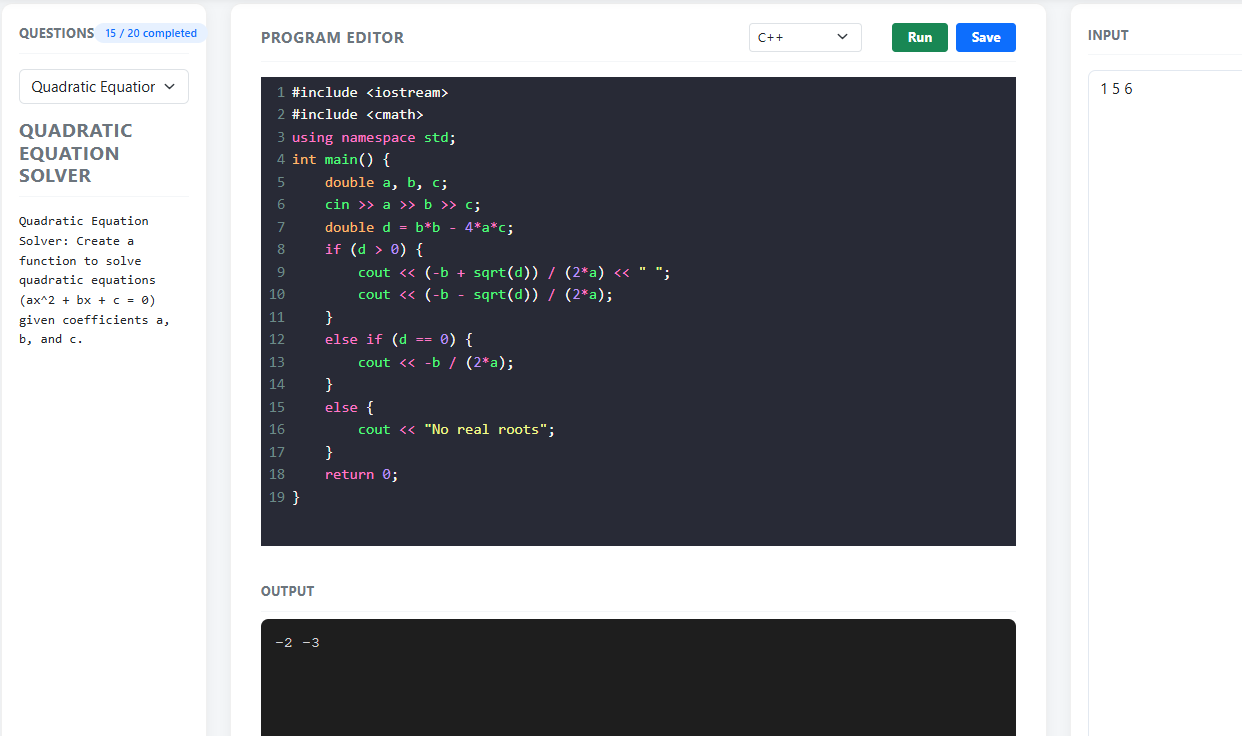 QUESTIONS 15 / 20 completed
Quadratic Equatior
QUADRATIC
EQUATION
SOLVER
Quadratic Equation
Solver: Create a
function to solve
quadratic equations
(ax^2 + bx + c = 0)
given coefficients a,
b, and c.
PROGRAM EDITOR
C++
Run
Save
1 #include <iostream>
2 #include <cmath>
3 using namespace std;
4 int main() {
5     double a, b, c;
6     cin >> a >> b >> c;
7     double d = b*b - 4*a*c;
8     if (d > 0) {
9         cout << (-b + sqrt(d)) / (2*a) << " ";
10         cout << (-b - sqrt(d)) / (2*a);
11     }
12     else if (d == 0) {
13         cout << -b / (2*a);
14     }
15     else {
16         cout << "No real roots";
17     }
18     return 0;
19 }
OUTPUT
-2 -3
INPUT
1 5 6